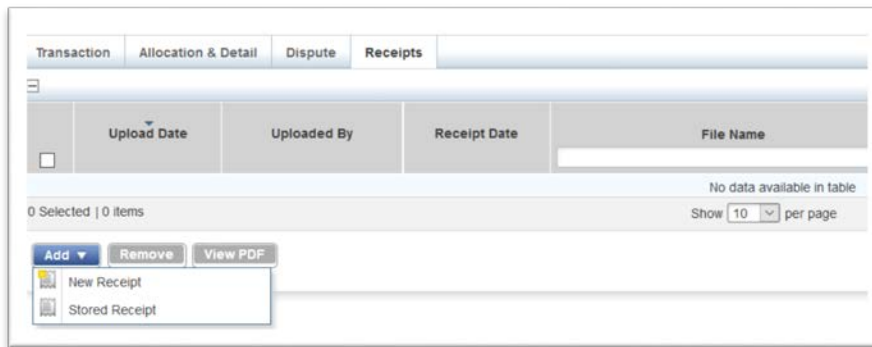 Transaction Allocation & Detail Dispute Receipts
Upload Date Uploaded By Receipt Date File Name
No data available in table
0 Selected | 0 items Show 10 per page
Add Remove View PDF
New Receipt
Stored Receipt